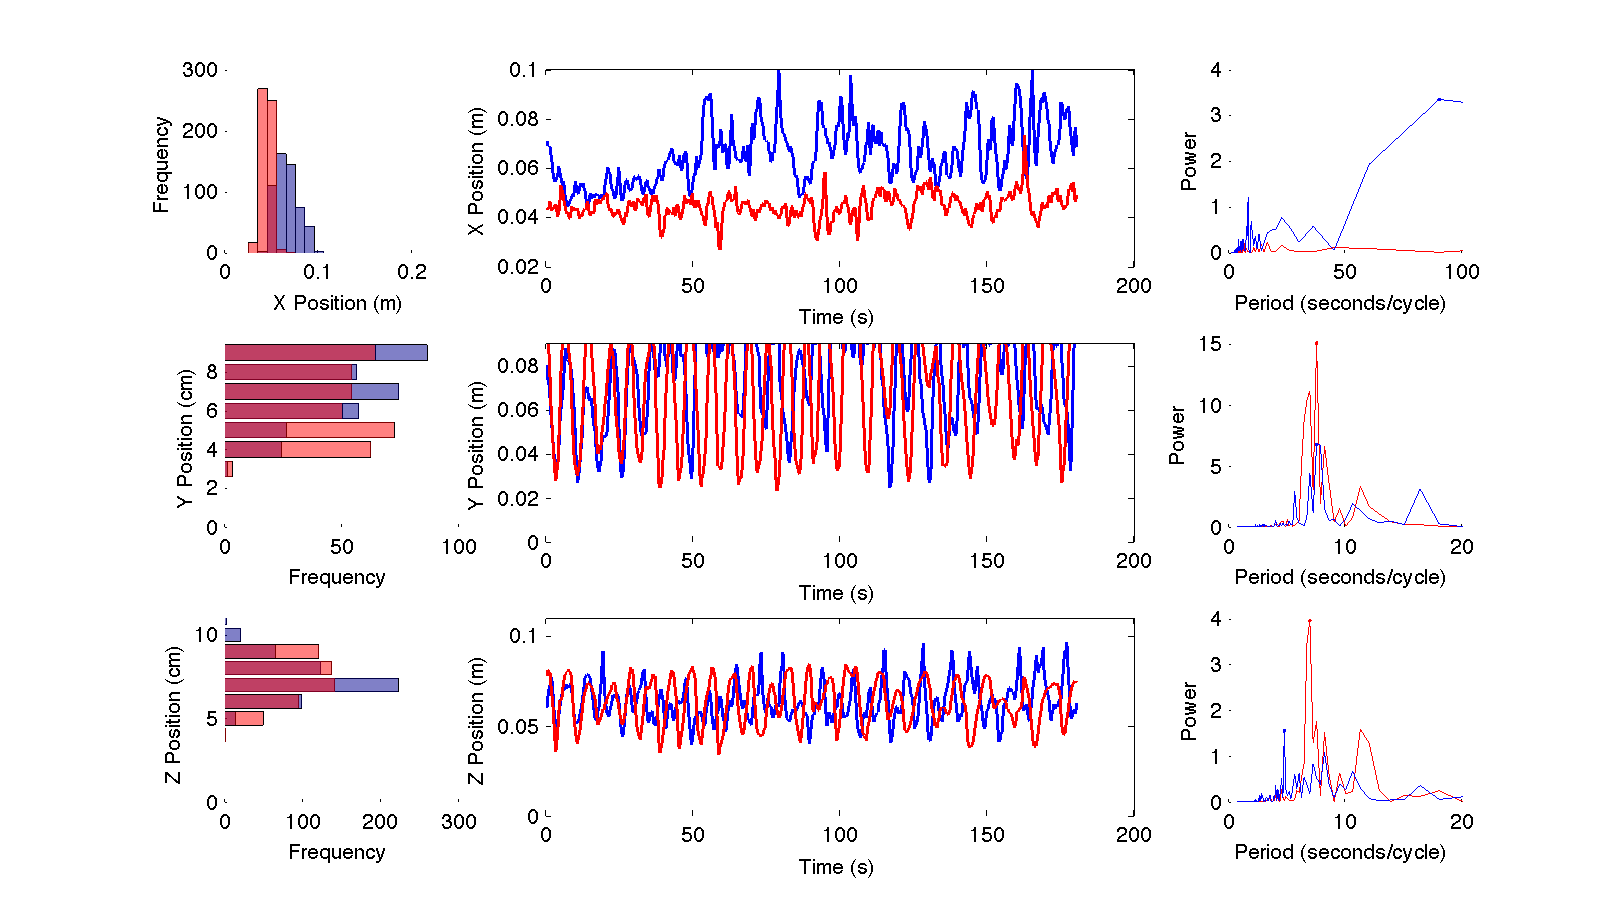 300
200
100
0
Frequency
0 0.1 0.2
X Position (m)
0.1
0.08
0.06
0.04
0.02
X Position (m)
0 50 100 150 200
Time (s)
4
3
2
1
0
Power
0 50 100
Period (seconds/cycle)
8
6
4
2
0
Y Position (cm)
0 50 100
Frequency
0.08
0.06
0.04
0.02
0
Y Position (m)
0 50 100 150 200
Time (s)
15
10
5
0
Power
0 10 20
Period (seconds/cycle)
10
5
0
Z Position (cm)
0 100 200 300
Frequency
0.1
0.05
0
Z Position (m)
0 50 100 150 200
Time (s)
4
3
2
1
0
Power
0 10 20
Period (seconds/cycle)